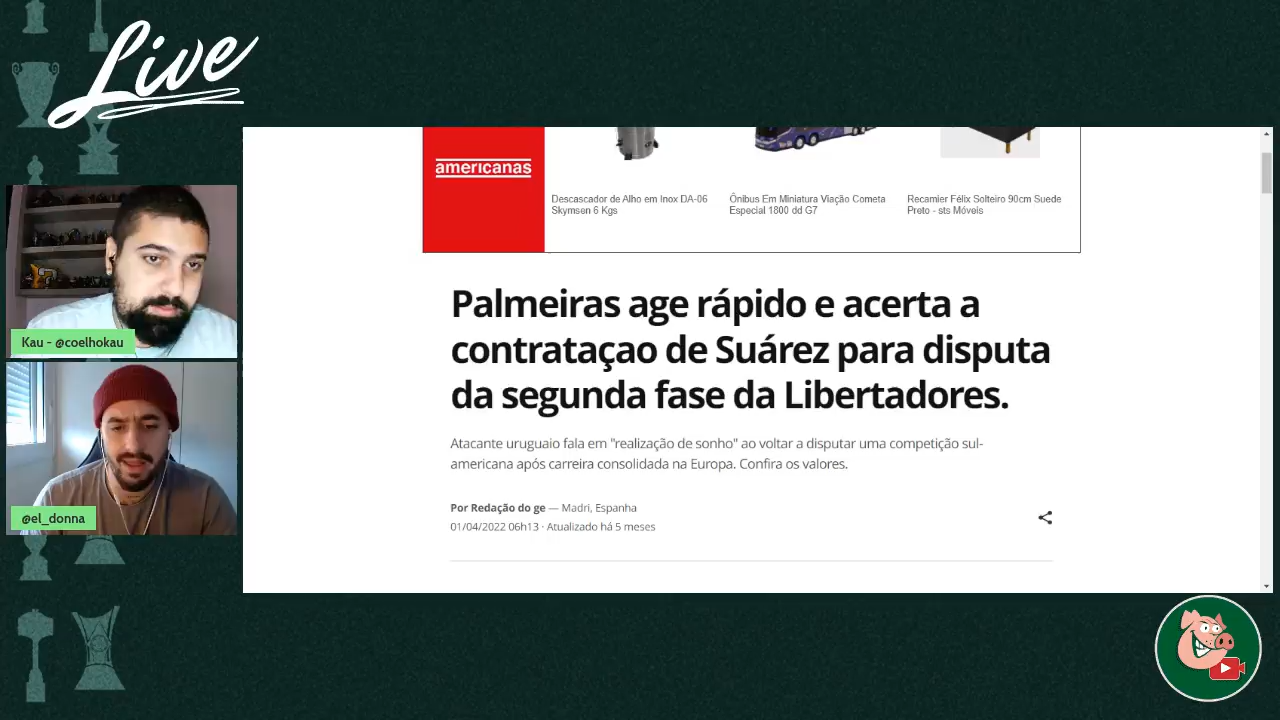 Live
americanas
Descascador de Alho em Inox DA-06
Skymsen 6 Kgs
Ônibus Em Miniatura Viação Cometa
Especial 1800 dd G7
Recamier Félix Solteiro 90cm Suede
Preto - sts Móveis
Palmeiras age rápido e acerta a
contrataçao de Suárez para disputa
da segunda fase da Libertadores.
Atacante uruguaio fala em "realização de sonho" ao voltar a disputar uma competição sul-
americana após carreira consolidada na Europa. Confira os valores.
Por Redação do ge — Madri, Espanha
01/04/2022 06h13 · Atualizado há 5 meses
Kau - @coelhokau
@el_donna